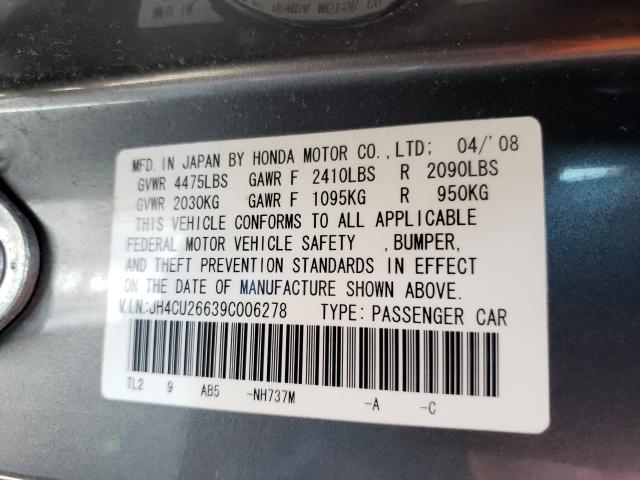 MFD. IN JAPAN BY HONDA MOTOR CO., LTD; 04/'08
GVWR 4475LBS GAWR F 2410LBS R 2090LBS
GVWR 2030KG GAWR F 1095KG R 950KG
THIS VEHICLE CONFORMS TO ALL APPLICABLE
FEDERAL MOTOR VEHICLE SAFETY , BUMPER,
AND THEFT PREVENTION STANDARDS IN EFFECT
ON THE DATE OF MANUFACTURE SHOWN ABOVE.
V.I.N:JH4CU26639C006278 TYPE: PASSENGER CAR
TL2 9 AB5 -NH737M -A -C